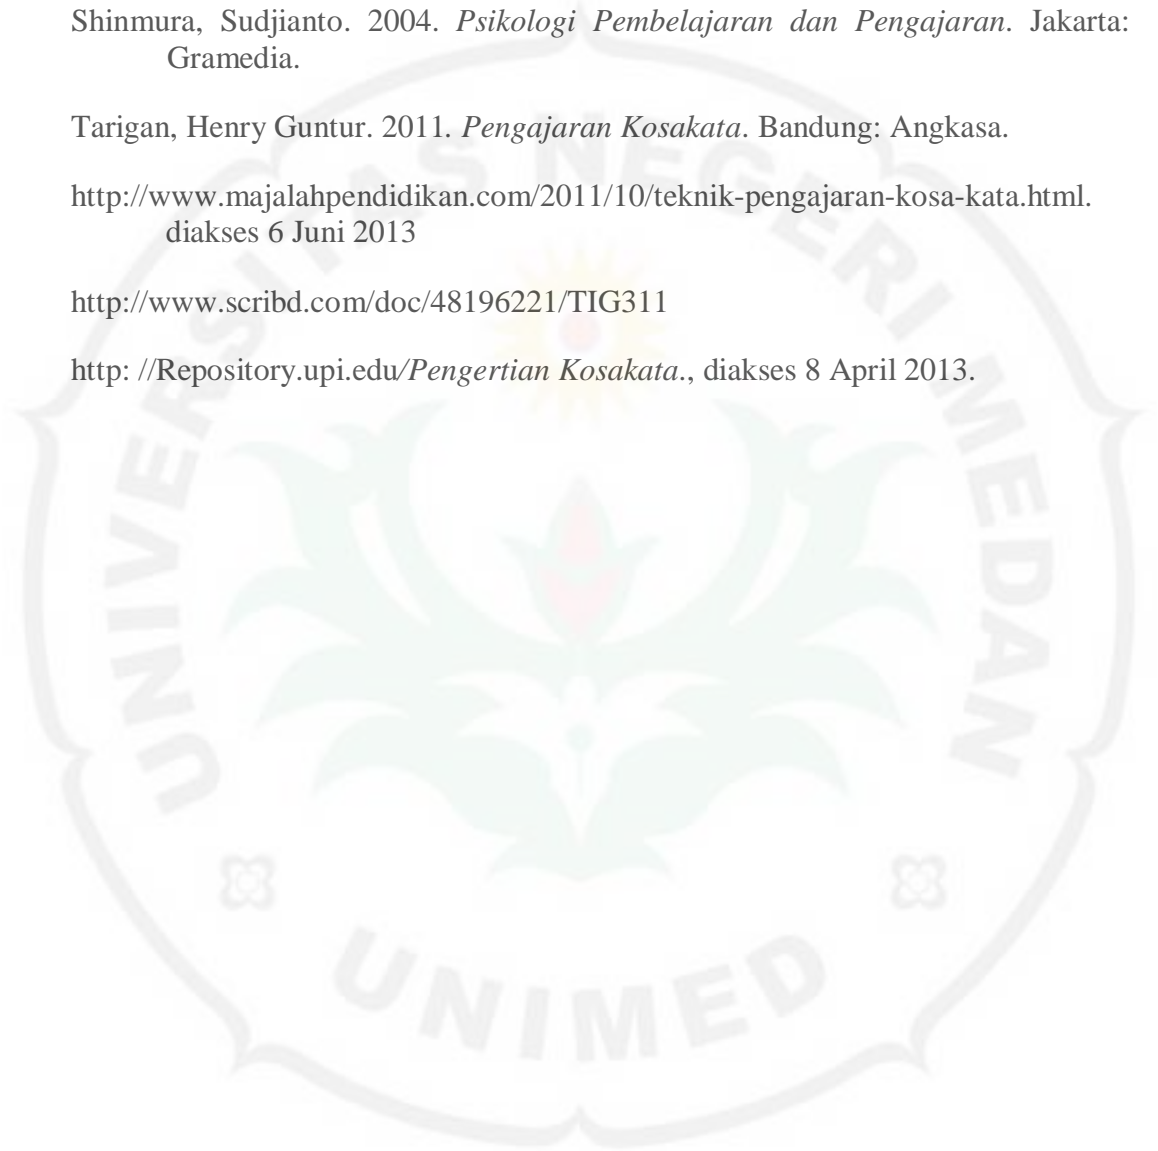 Shinmura, Sudjianto. 2004. Psikologi Pembelajaran dan Pengajaran. Jakarta:
Gramedia.
Tarigan, Henry Guntur. 2011. Pengajaran Kosakata. Bandung: Angkasa.
http://www.majalahpendidikan.com/2011/10/teknik-pengajaran-kosa-kata.html.
diakses 6 Juni 2013
http://www.scribd.com/doc/48196221/TIG311
http: //Repository.upi.edu/Pengertian Kosakata., diakses 8 April 2013.
UNIVERSITAS NEGERI MEDAN
UNIMED